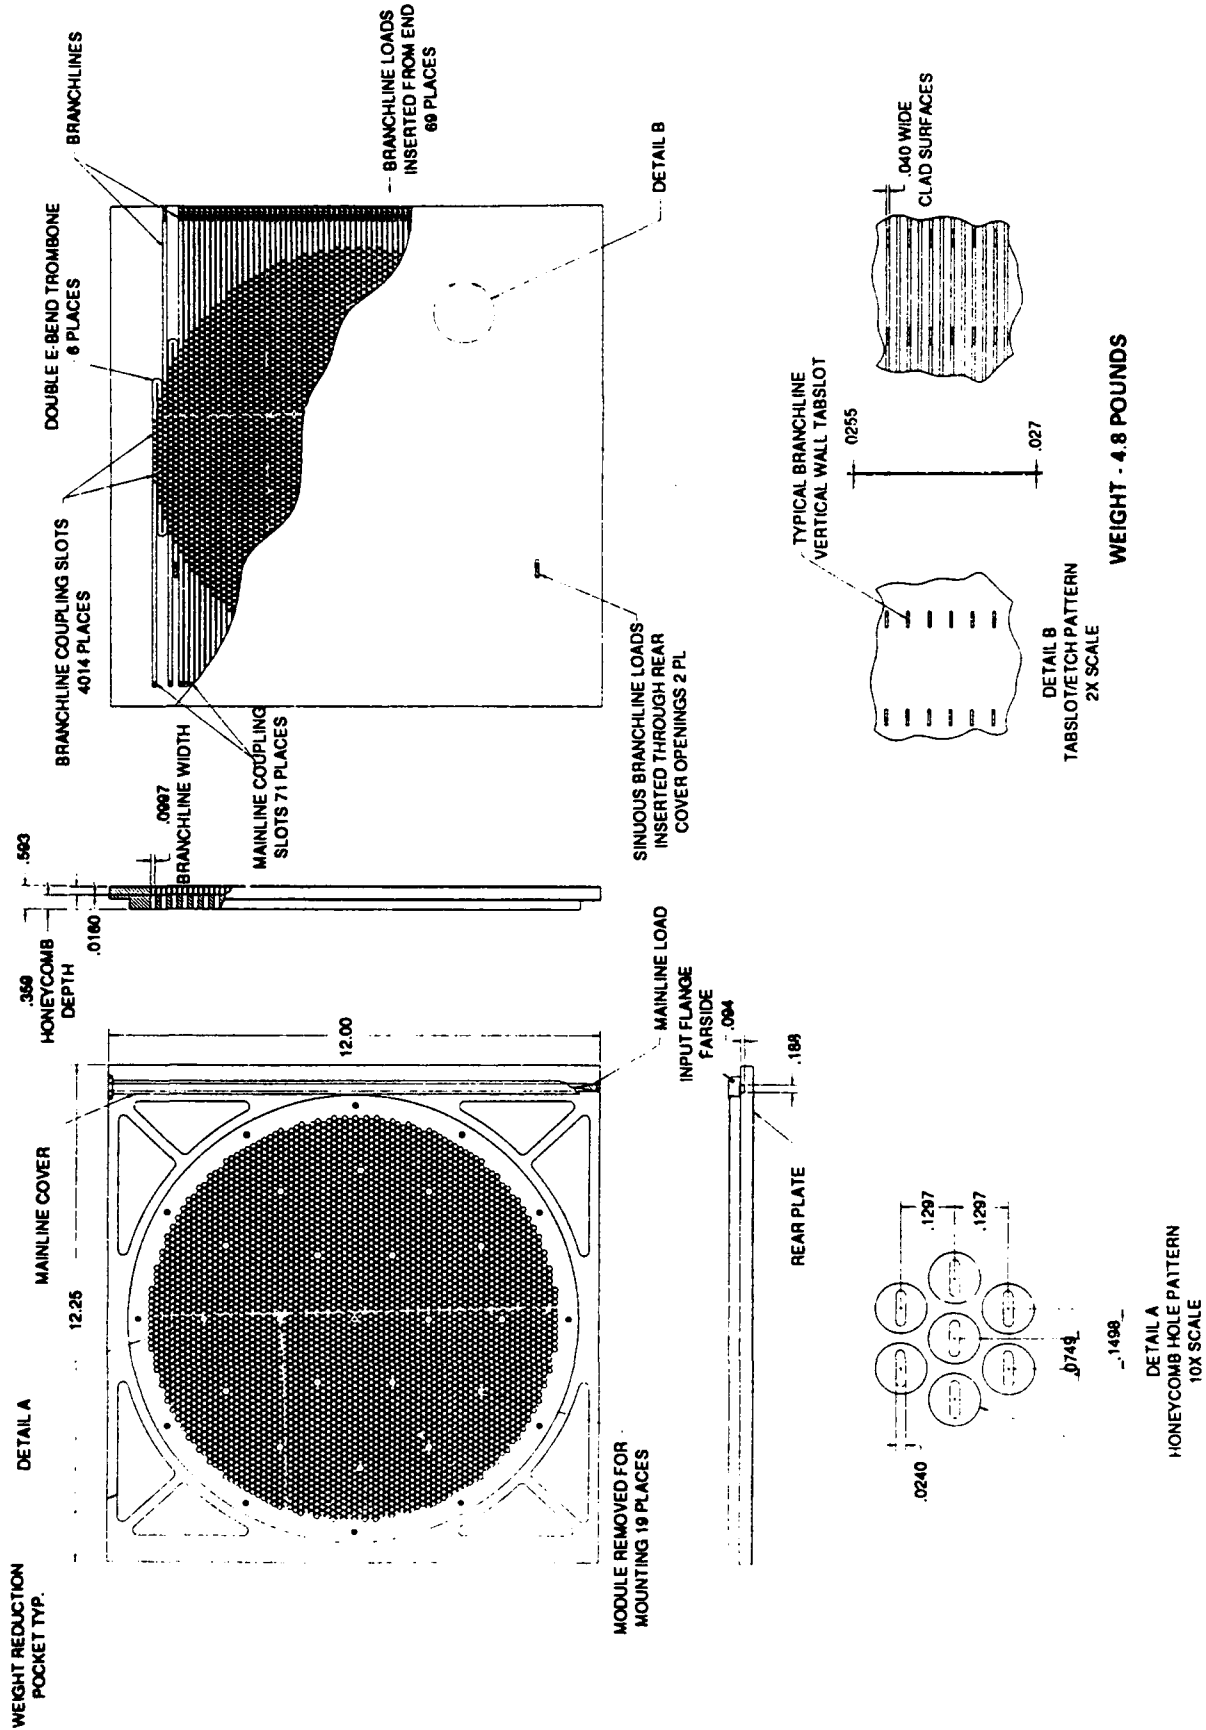 WEIGHT REDUCTION
POCKET TYP.
DETAIL A
MAINLINE COVER
12.25
12.00
.359
HONEYCOMB
DEPTH
.593
.0160
.0997
BRANCHLINE WIDTH
MAINLINE COUPLING
SLOTS 71 PLACES
BRANCHLINE COUPLING SLOTS
4014 PLACES
DOUBLE E-BEND TROMBONE
6 PLACES
BRANCHLINES
BRANCHLINE LOADS
INSERTED FROM END
69 PLACES
DETAIL B
SINUOUS BRANCHLINE LOADS
INSERTED THROUGH REAR
COVER OPENINGS 2 PL
MODULE REMOVED FOR
MOUNTING 19 PLACES
MAINLINE LOAD
INPUT FLANGE
FARSIDE
.094
.188
REAR PLATE
.0240
.1297
.1297
.0749
.1498
DETAIL A
HONEYCOMB HOLE PATTERN
10X SCALE
TYPICAL BRANCHLINE
VERTICAL WALL TABSLOT
.0255
.027
.040 WIDE
CLAD SURFACES
DETAIL B
TABSLOT/ETCH PATTERN
2X SCALE
WEIGHT - 4.8 POUNDS